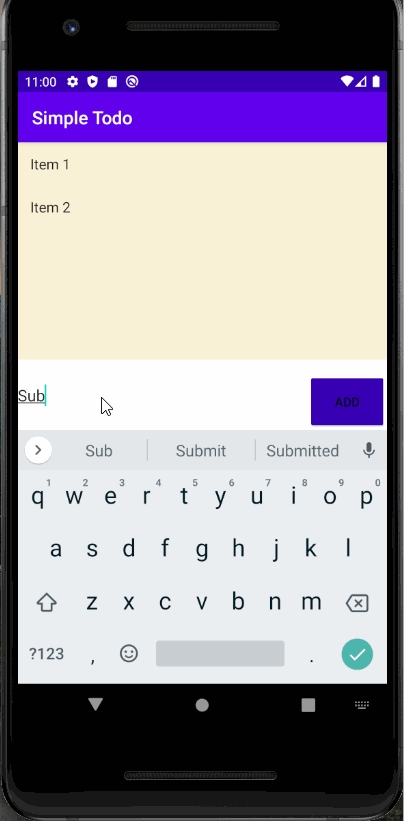 11:00
Simple Todo
Item 1
Item 2
Sub
ADD
Sub Submit Submitted
1 2 3 4 5 6 7 8 9 0
q w e r t y u i o p
a s d f g h j k l
z x c v b n m
?123 , .